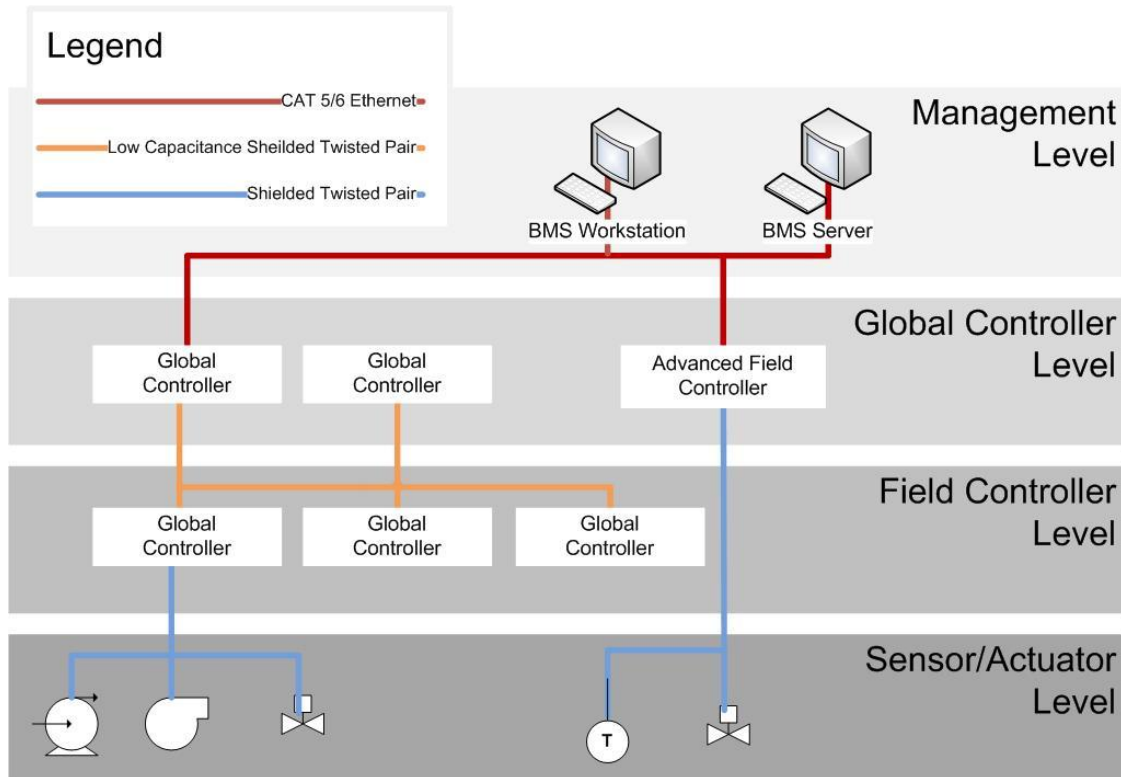 Legend
CAT 5/6 Ethernet
Low Capacitance Sheilded Twisted Pair
Shielded Twisted Pair
Management
Level
BMS Workstation
BMS Server
Global Controller
Level
Global
Controller
Global
Controller
Advanced Field
Controller
Field Controller
Level
Global
Controller
Global
Controller
Global
Controller
Sensor/Actuator
Level
T